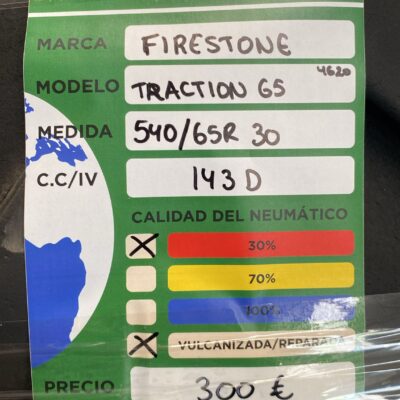 MARCA FIRESTONE
MODELO TRACTION 65 4620
MEDIDA 540/65R 30
C.C/IV 143 D
CALIDAD DEL NEUMÁTICO
30%
70%
100%
VULCANIZADA/REPARADA
PRECIO 300 €